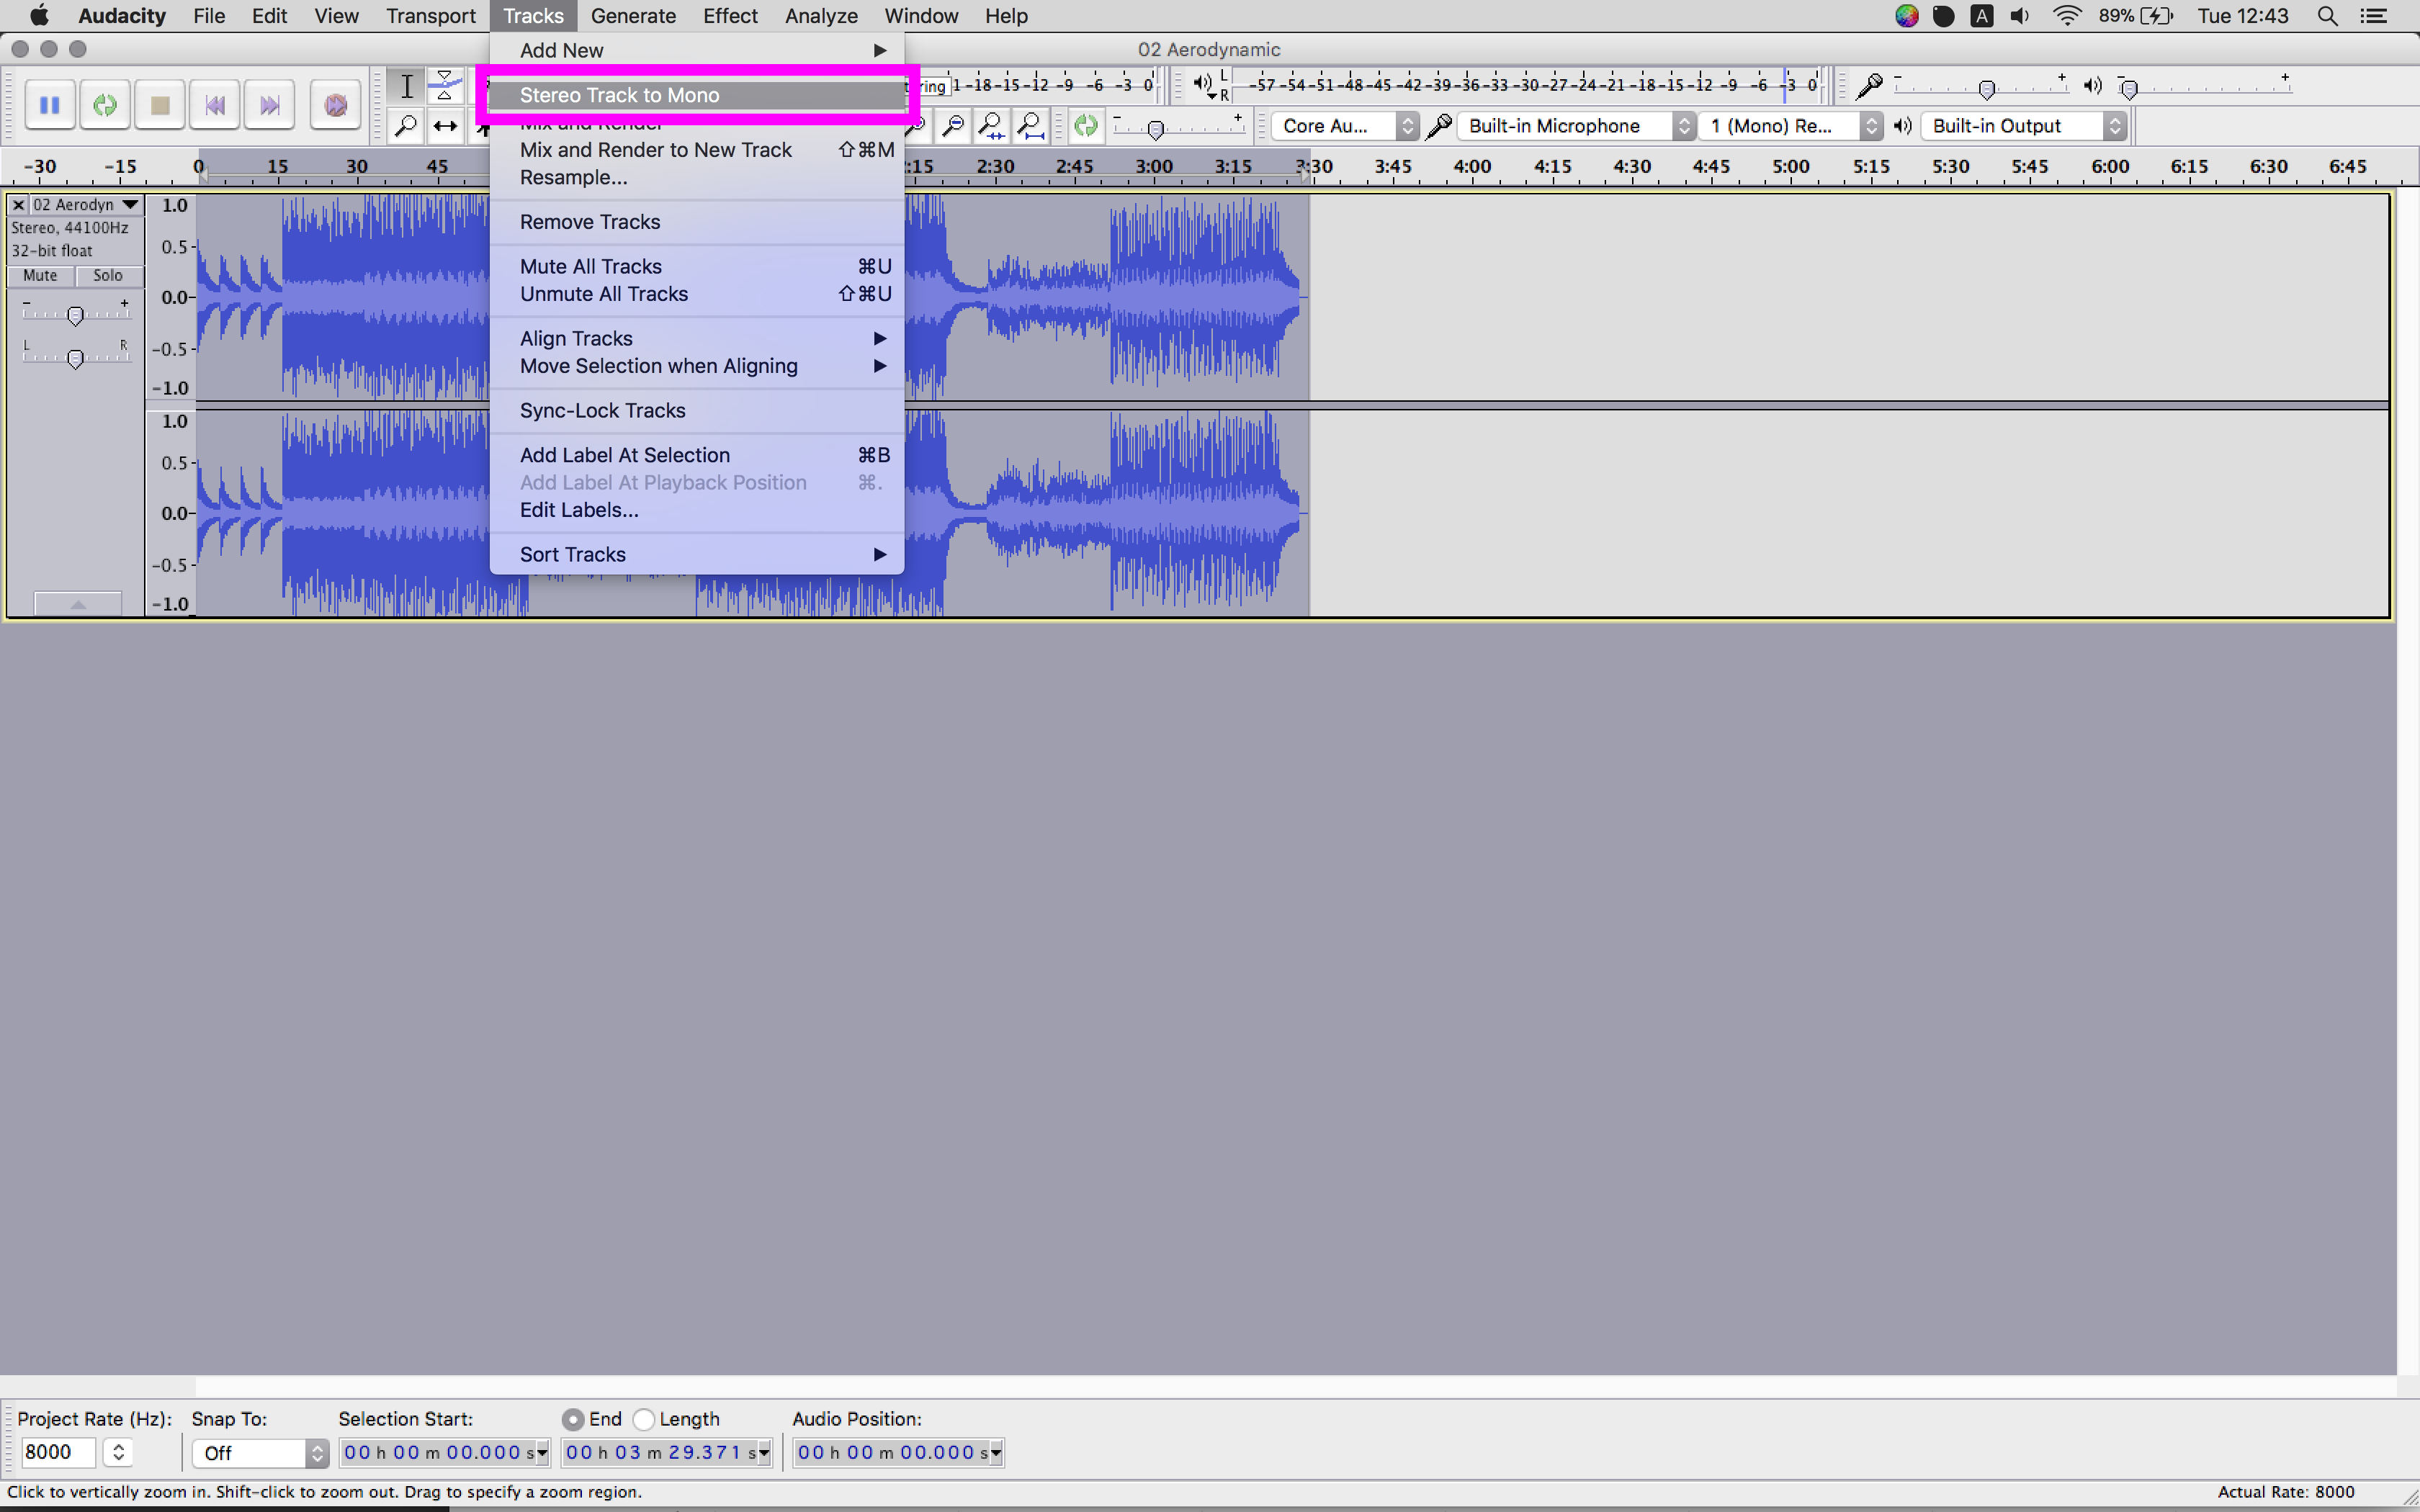 Audacity File Edit View Transport Tracks Generate Effect Analyze Window Help A 89% Tue 12:43
02 Aerodynamic
Add New
Stereo Track to Mono
Mix and Render
Mix and Render to New Track ⇧⌘M
Resample...
Remove Tracks
Mute All Tracks ⌘U
Unmute All Tracks ⇧⌘U
Align Tracks
Move Selection when Aligning
Sync-Lock Tracks
Add Label At Selection ⌘B
Add Label At Playback Position ⌘.
Edit Labels...
Sort Tracks
ring 1 -18 -15 -12 -9 -6 -3 0
L
R
-57 -54 -51 -48 -45 -42 -39 -36 -33 -30 -27 -24 -21 -18 -15 -12 -9 -6 -3 0
- +
- +
- +
Core Au... Built-in Microphone 1 (Mono) Re... Built-in Output
-30 -15 0 15 30 45 :15 2:30 2:45 3:00 3:15 3:30 3:45 4:00 4:15 4:30 4:45 5:00 5:15 5:30 5:45 6:00 6:15 6:30 6:45
02 Aerodyn
Stereo, 44100Hz
32-bit float
Mute Solo
- +
L R
1.0
0.5
0.0
-0.5
-1.0
1.0
0.5
0.0
-0.5
-1.0
Project Rate (Hz): Snap To: Selection Start: End Length Audio Position:
8000 Off 00 h 00 m 00.000 s 00 h 03 m 29.371 s 00 h 00 m 00.000 s
Click to vertically zoom in. Shift-click to zoom out. Drag to specify a zoom region. Actual Rate: 8000